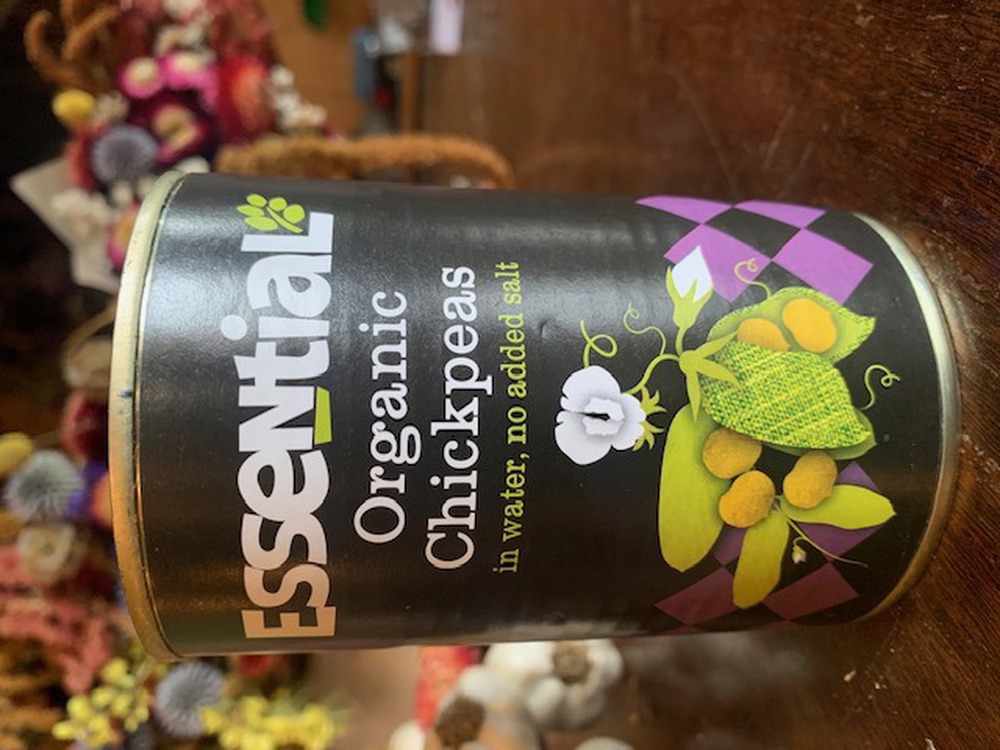 ESSENtiaL
Organic
Chickpeas
in water, no added salt